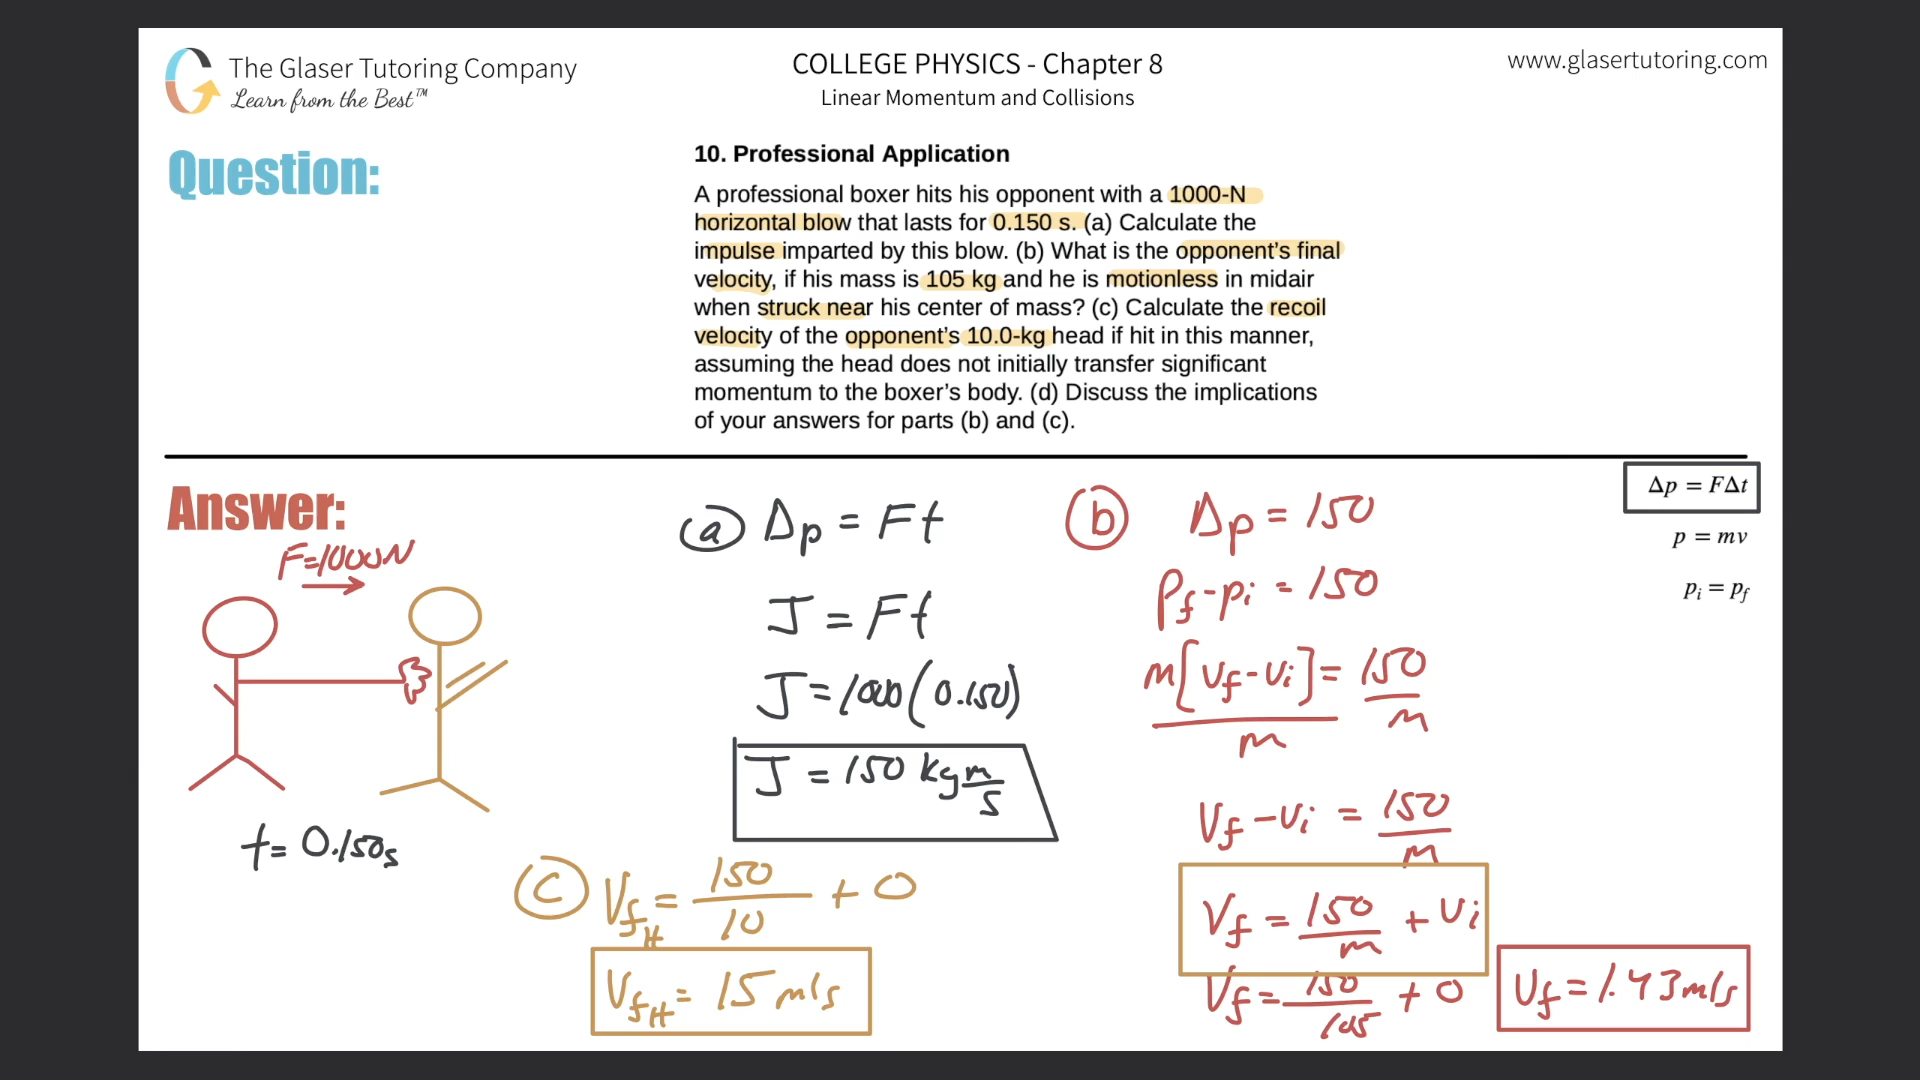 The Glaser Tutoring Company
Learn from the Best™
COLLEGE PHYSICS - Chapter 8
Linear Momentum and Collisions
www.glasertutoring.com
Question:
10. Professional Application
A professional boxer hits his opponent with a 1000-N
horizontal blow that lasts for 0.150 s. (a) Calculate the
impulse imparted by this blow. (b) What is the opponent's final
velocity, if his mass is 105 kg and he is motionless in midair
when struck near his center of mass? (c) Calculate the recoil
velocity of the opponent's 10.0-kg head if hit in this manner,
assuming the head does not initially transfer significant
momentum to the boxer's body. (d) Discuss the implications
of your answers for parts (b) and (c).
Answer:
F=1000N
t= 0.150s
(a) Δp = Ft
J = Ft
J = 1000(0.150)
J = 150 kg m/s
(b) Δp = 150
pf - pi = 150
m[vf - vi]/m = 150/m
vf - vi = 150/m
vf = 150/m + vi
vf = 150/105 + 0
vf = 1.43 m/s
(c) vfH = 150/10 + 0
vfH = 15 m/s
Δp = FΔt
p = mv
pi = pf